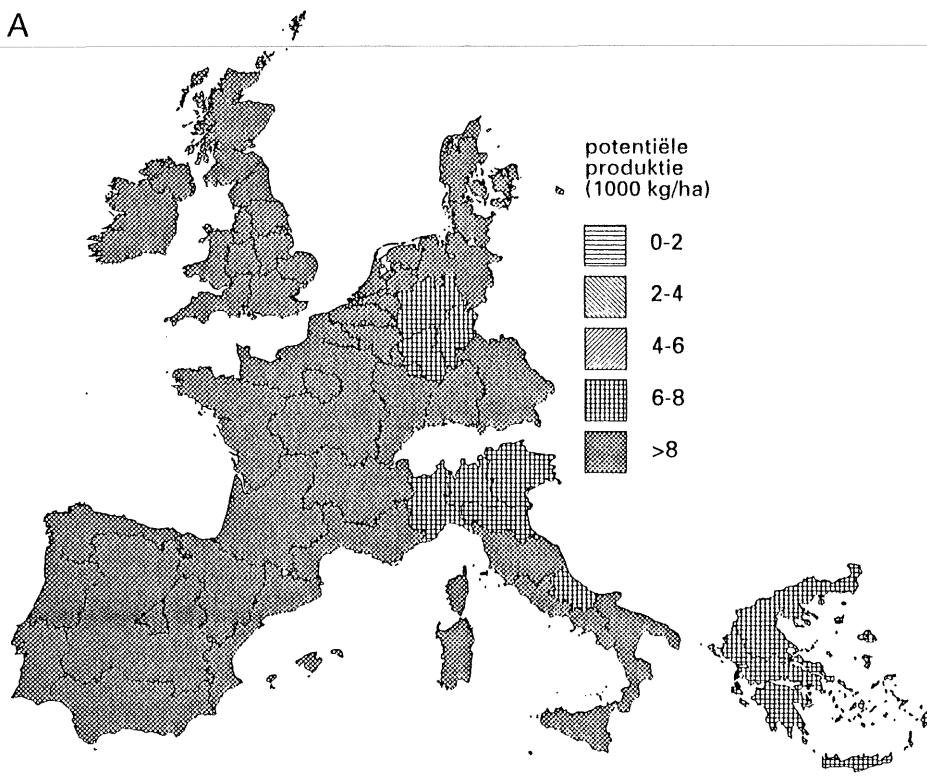 A
potentiële
produktie
(1000 kg/ha)
0-2
2-4
4-6
6-8
>8